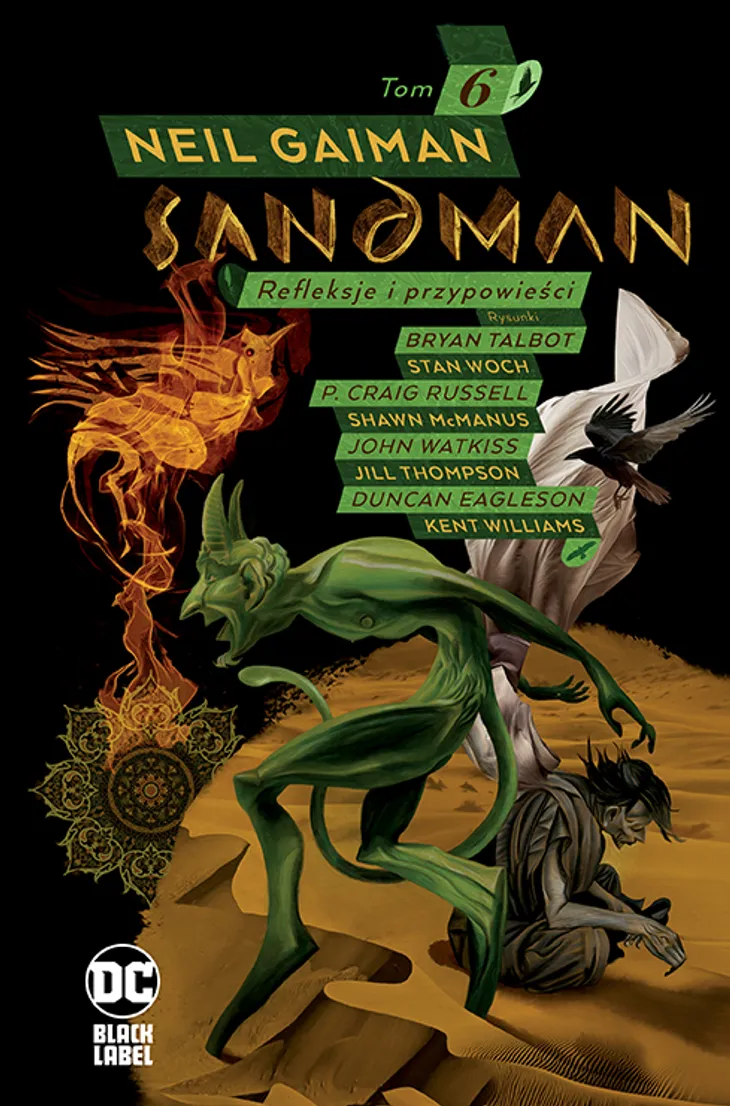 Tom 6
NEIL GAIMAN
SANDMAN
Refleksje i przypowieści
Rysunki
BRYAN TALBOT
STAN WOCH
P. CRAIG RUSSELL
SHAWN McMANUS
JOHN WATKISS
JILL THOMPSON
DUNCAN EAGLESON
KENT WILLIAMS
DC
BLACK
LABEL